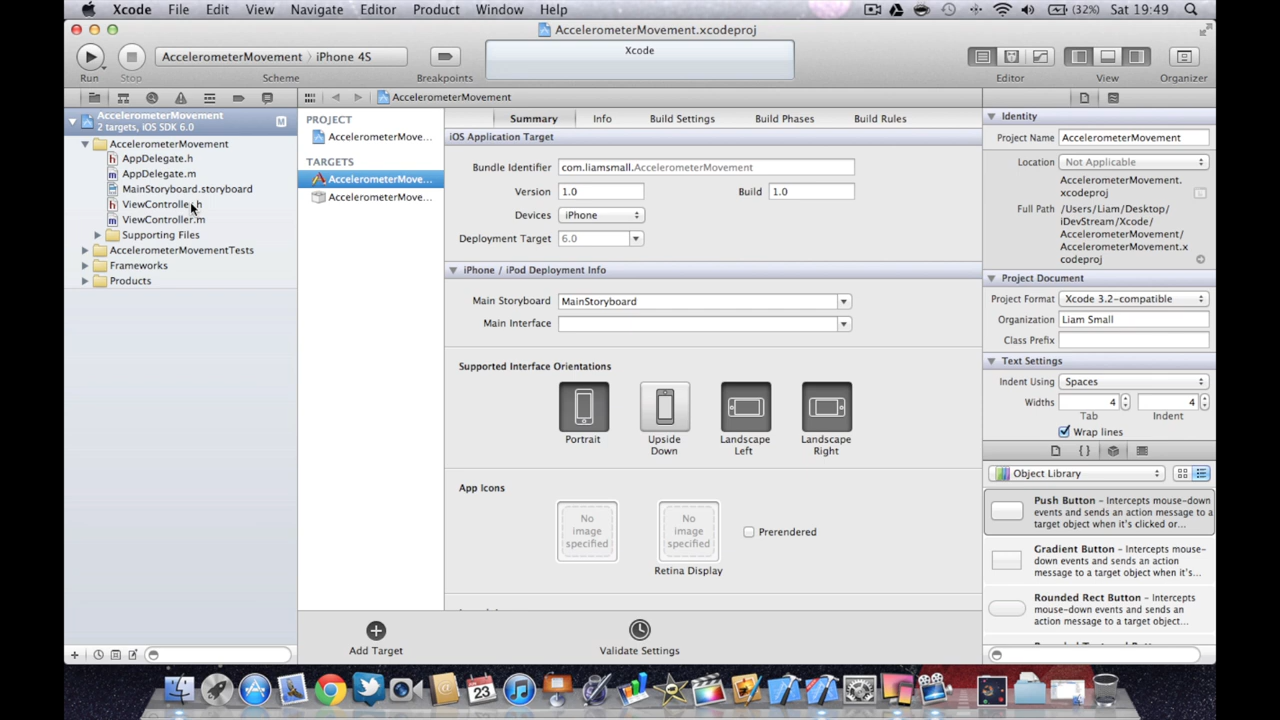 Xcode File Edit View Navigate Editor Product Window Help (32%) Sat 19:49
AccelerometerMovement.xcodeproj
AccelerometerMovement iPhone 4S
Xcode
Run Stop Scheme Breakpoints Editor View Organizer
AccelerometerMovement
AccelerometerMovement
2 targets, iOS SDK 6.0
M
AccelerometerMovement
AppDelegate.h
AppDelegate.m
MainStoryboard.storyboard
ViewController.h
ViewController.m
Supporting Files
AccelerometerMovementTests
Frameworks
Products
PROJECT
AccelerometerMove...
TARGETS
AccelerometerMove...
AccelerometerMove...
Summary Info Build Settings Build Phases Build Rules
iOS Application Target
Bundle Identifier com.liamsmall.AccelerometerMovement
Version 1.0 Build 1.0
Devices iPhone
Deployment Target 6.0
iPhone / iPod Deployment Info
Main Storyboard MainStoryboard
Main Interface
Supported Interface Orientations
Portrait
Upside Down
Landscape Left
Landscape Right
App Icons
No image specified
No image specified
Prerendered
Retina Display
Add Target
Validate Settings
Identity
Project Name AccelerometerMovement
Location Not Applicable
AccelerometerMovement.
xcodeproj
Full Path /Users/Liam/Desktop/
iDevStream/Xcode/
AccelerometerMovement/
AccelerometerMovement.x
codeproj
Project Document
Project Format Xcode 3.2-compatible
Organization Liam Small
Class Prefix
Text Settings
Indent Using Spaces
Widths 4 4
Tab Indent
Wrap lines
{ }
Object Library
Push Button – Intercepts mouse-down
events and sends an action message to a
target object when it's clicked or...
Gradient Button – Intercepts mouse-
down events and sends an action
message to a target object when it's...
Rounded Rect Button – Intercepts
mouse-down events and sends an
action message to a target object...
23